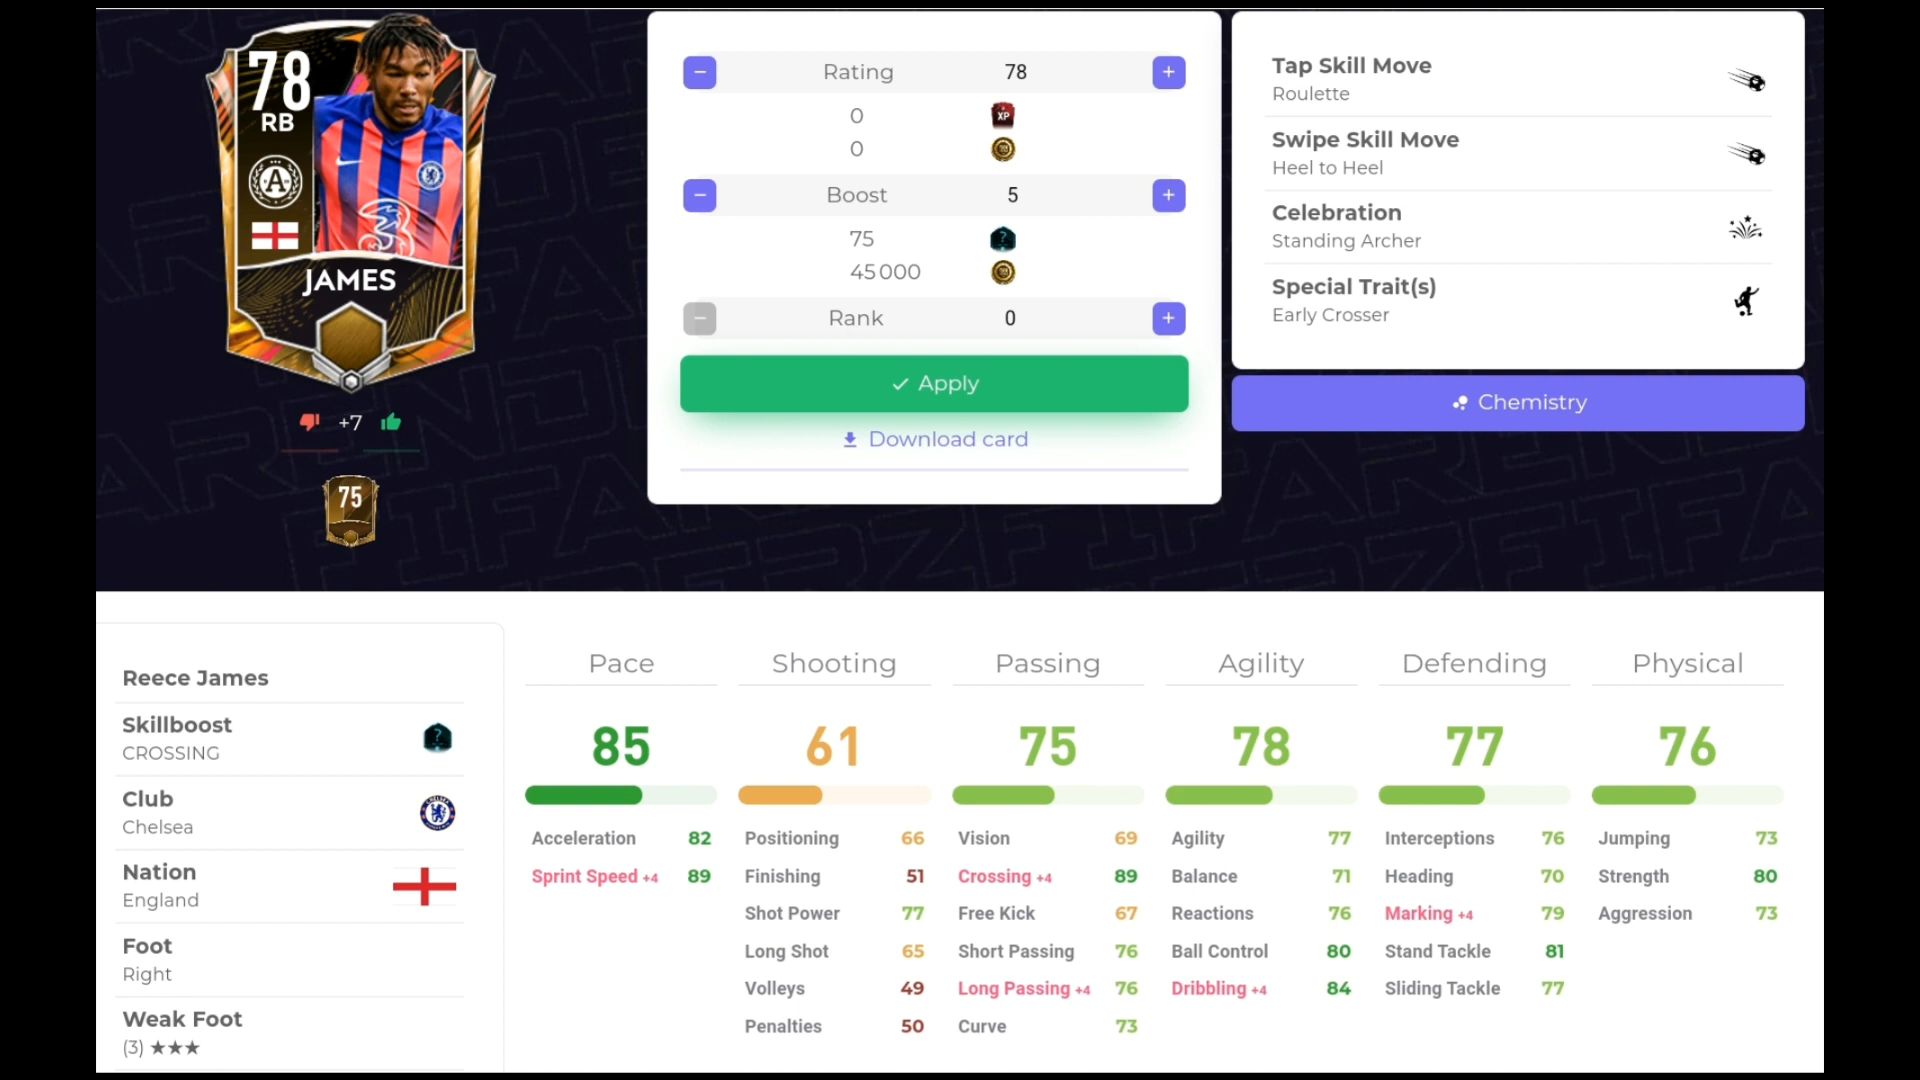 78
RB
A
JAMES
+7
75
Rating 78
0
XP
0
Boost 5
75
?
45 000
Rank 0
Apply
Download card
Tap Skill Move
Roulette
Swipe Skill Move
Heel to Heel
Celebration
Standing Archer
Special Trait(s)
Early Crosser
Chemistry
Reece James
Skillboost
CROSSING
?
Club
Chelsea
Nation
England
Foot
Right
Weak Foot
(3) ★★★
Pace
85
Acceleration 82
Sprint Speed +4 89
Shooting
61
Positioning 66
Finishing 51
Shot Power 77
Long Shot 65
Volleys 49
Penalties 50
Passing
75
Vision 69
Crossing +4 89
Free Kick 67
Short Passing 76
Long Passing +4 76
Curve 73
Agility
78
Agility 77
Balance 71
Reactions 76
Ball Control 80
Dribbling +4 84
Defending
77
Interceptions 76
Heading 70
Marking +4 79
Stand Tackle 81
Sliding Tackle 77
Physical
76
Jumping 73
Strength 80
Aggression 73